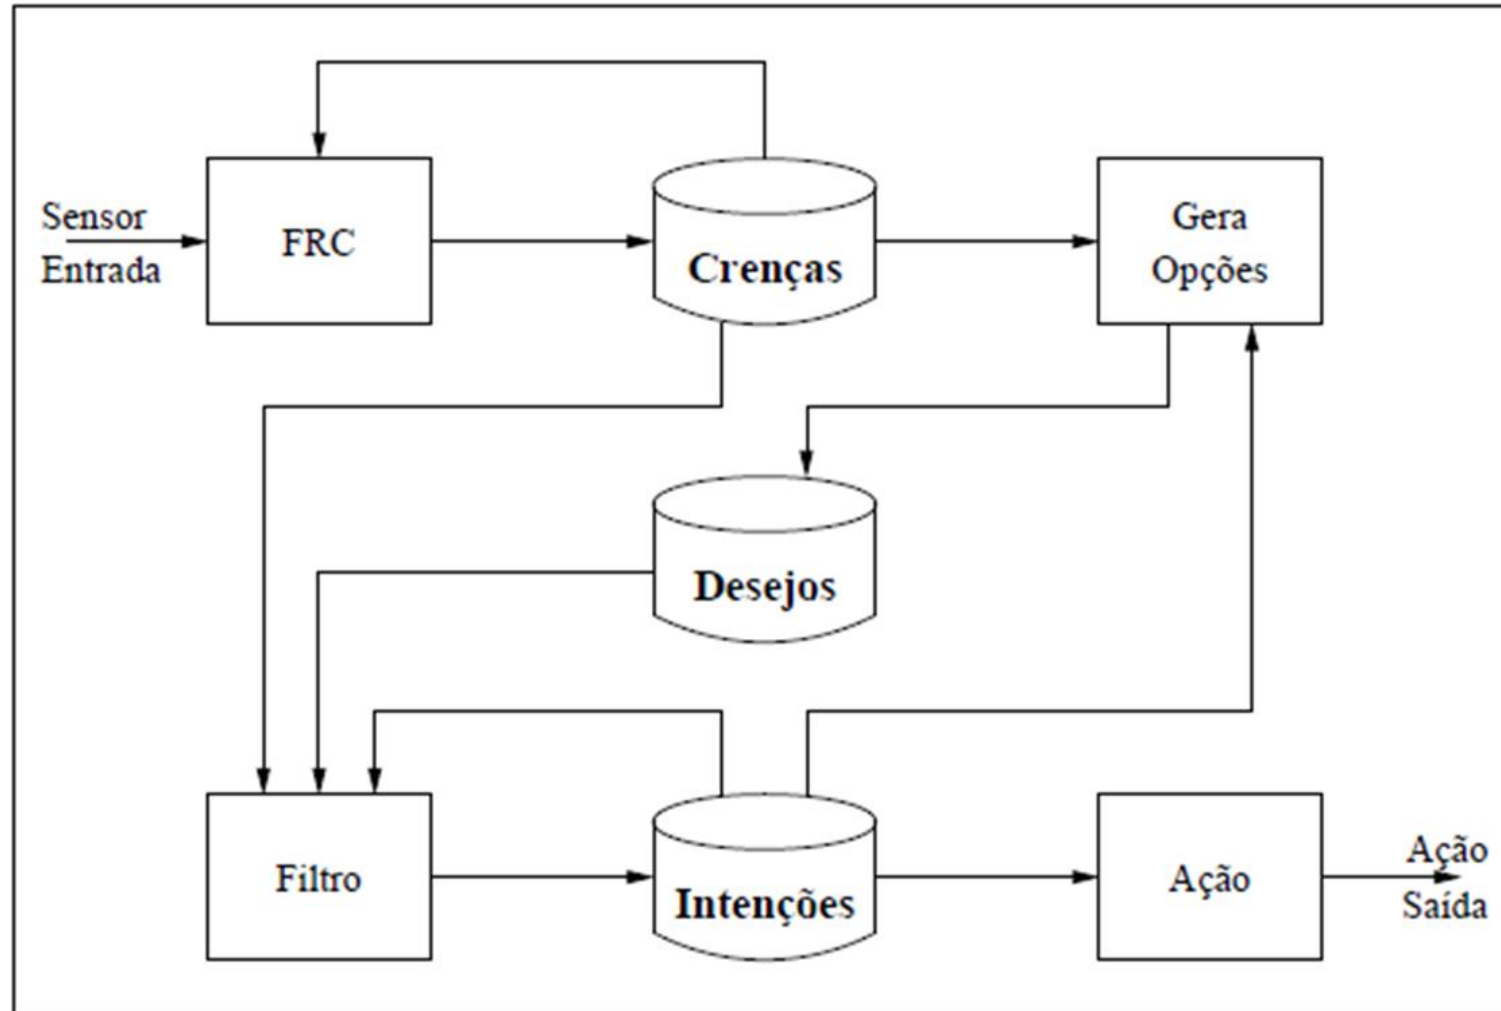 Sensor
Entrada
FRC
Crenças
Gera
Opções
Desejos
Filtro
Intenções
Ação
Ação
Saída